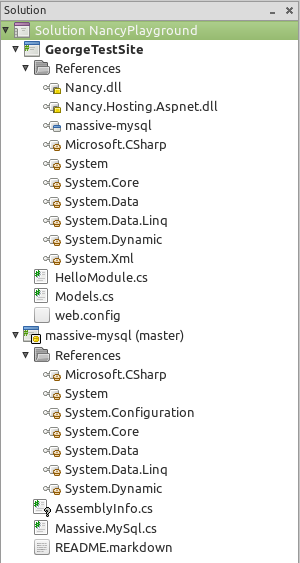 Solution
Solution NancyPlayground
GeorgeTestSite
References
Nancy.dll
Nancy.Hosting.Aspnet.dll
massive-mysql
Microsoft.CSharp
System
System.Core
System.Data
System.Data.Linq
System.Dynamic
System.Xml
HelloModule.cs
Models.cs
web.config
massive-mysql (master)
References
Microsoft.CSharp
System
System.Configuration
System.Core
System.Data
System.Data.Linq
System.Dynamic
AssemblyInfo.cs
Massive.MySql.cs
README.markdown